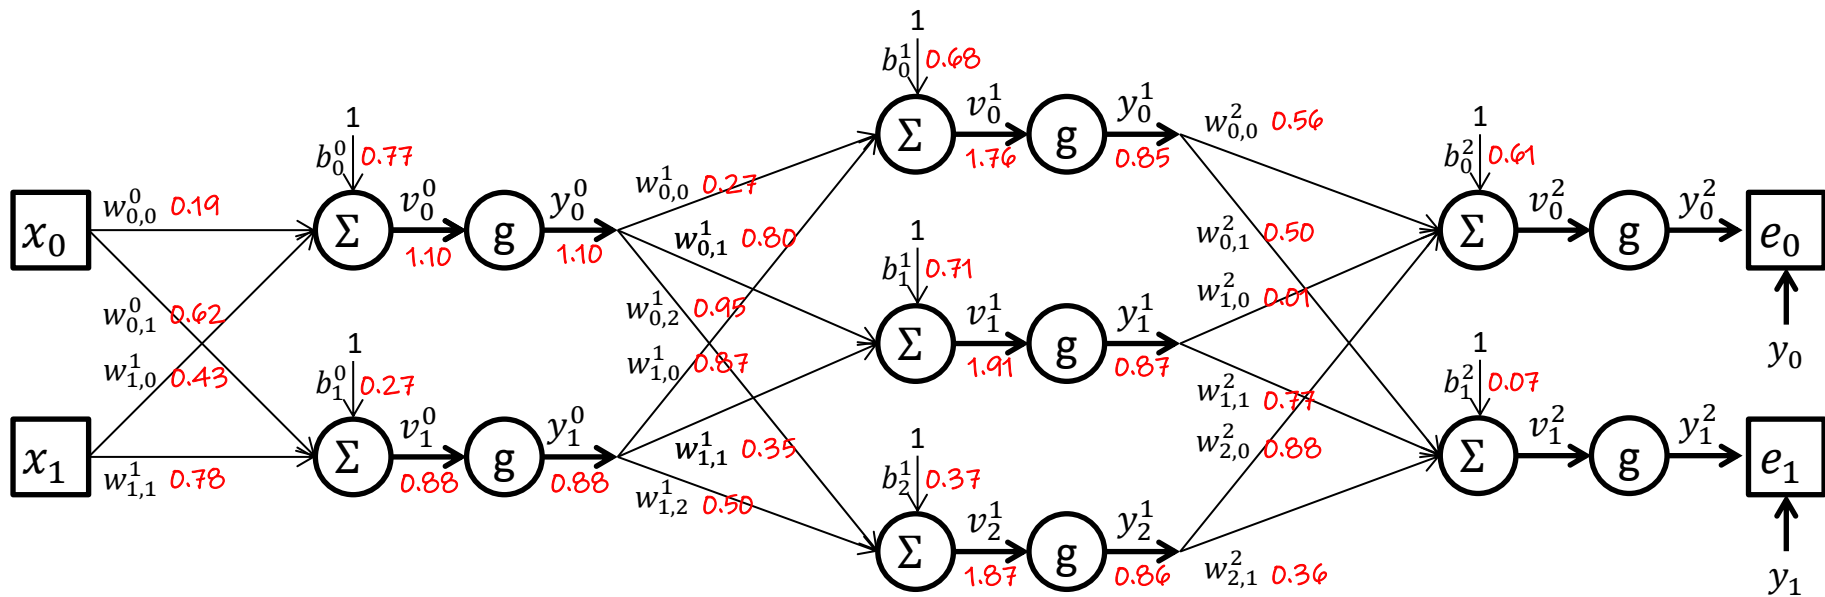 x_0
x_1
w_{0,0}^0 0.19
w_{0,1}^0 0.62
w_{1,0}^1 0.43
w_{1,1}^1 0.78
1
b_0^0 0.77
Σ
v_0^0
1.10
g
y_0^0
1.10
1
b_1^0 0.27
Σ
v_1^0
0.88
g
y_1^0
0.88
w_{0,0}^1 0.27
w_{0,1}^1 0.80
w_{0,2}^1 0.95
w_{1,0}^1 0.87
w_{1,1}^1 0.35
w_{1,2}^1 0.50
1
b_0^1 0.68
Σ
v_0^1
1.76
g
y_0^1
0.85
1
b_1^1 0.71
Σ
v_1^1
1.91
g
y_1^1
0.87
1
b_2^1 0.37
Σ
v_2^1
1.87
g
y_2^1
0.86
w_{0,0}^2 0.56
w_{0,1}^2 0.50
w_{1,0}^2 0.01
w_{1,1}^2 0.77
w_{2,0}^2 0.88
w_{2,1}^2 0.36
1
b_0^2 0.61
Σ
v_0^2
g
y_0^2
e_0
y_0
1
b_1^2 0.07
Σ
v_1^2
g
y_1^2
e_1
y_1